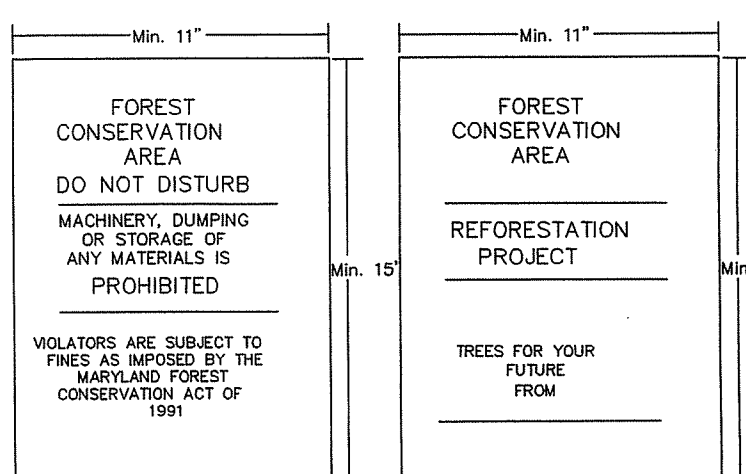 Min. 11"
FOREST
CONSERVATION
AREA
DO NOT DISTURB
MACHINERY, DUMPING
OR STORAGE OF
ANY MATERIALS IS
PROHIBITED
VIOLATORS ARE SUBJECT TO
FINES AS IMPOSED BY THE
MARYLAND FOREST
CONSERVATION ACT OF
1991
Min. 15"
Min. 11"
FOREST
CONSERVATION
AREA
REFORESTATION
PROJECT
TREES FOR YOUR
FUTURE
FROM
Min